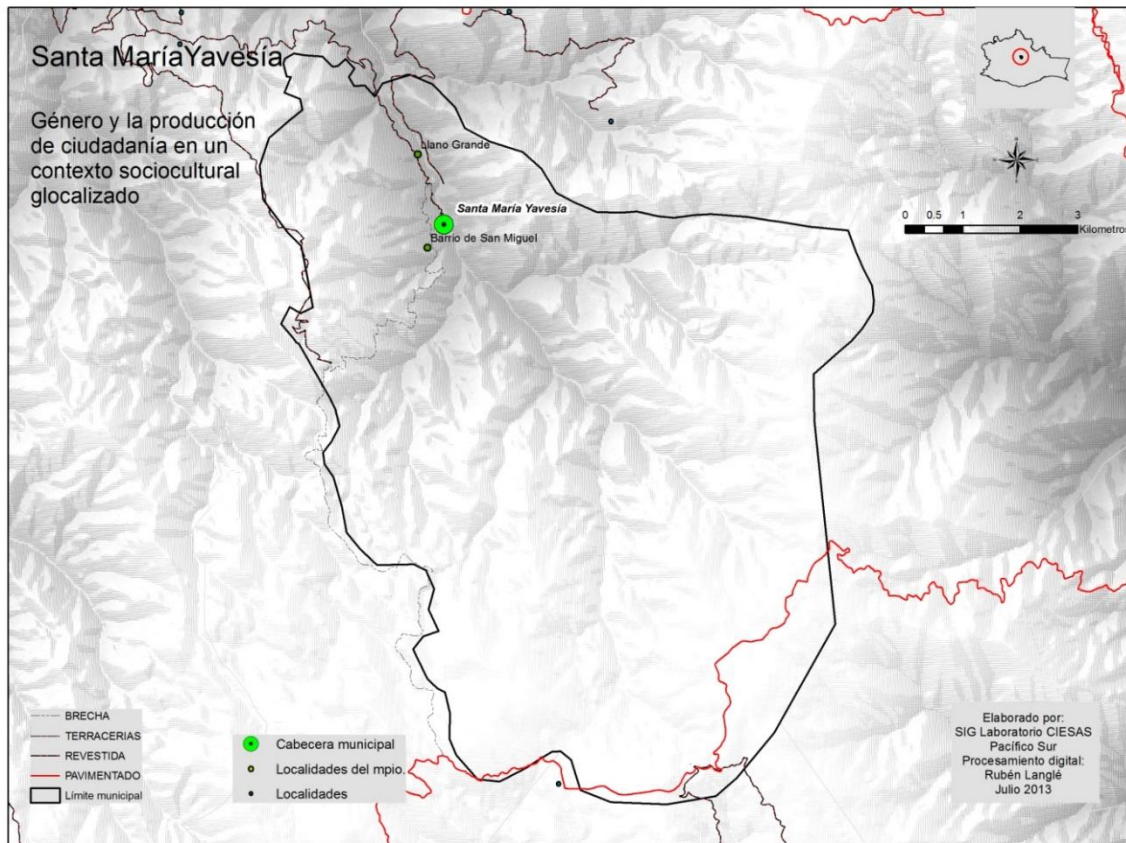 Santa MaríaYavesía
Género y la producción
de ciudadanía en un
contexto sociocultural
glocalizado
Llano Grande
Santa María Yavesía
Barrio de San Miguel
0 0.5 1 2 3
Kilometros
BRECHA
TERRACERIAS
REVESTIDA
PAVIMENTADO
Límite municipal
Cabecera municipal
Localidades del mpio.
Localidades
Elaborado por:
SIG Laboratorio CIESAS
Pacífico Sur
Procesamiento digital:
Rubén Langlé
Julio 2013